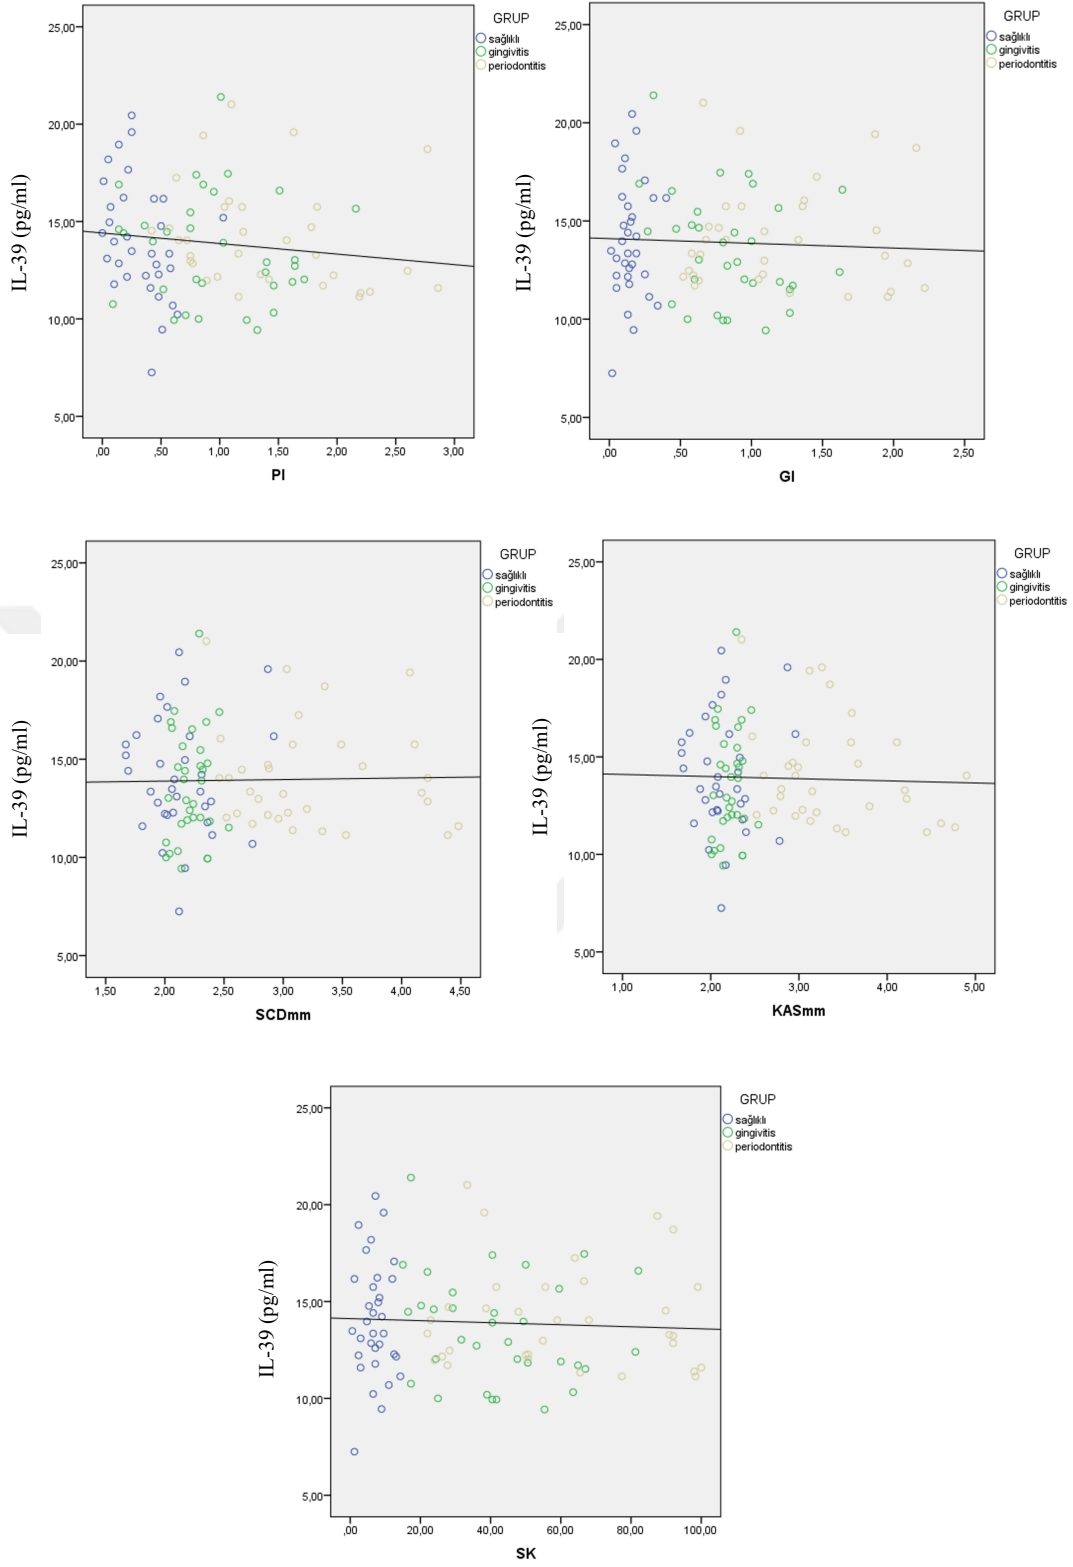 GRUP
sağlıklı
gingivitis
periodontitis
25,00
20,00
15,00
10,00
5,00
IL-39 (pg/ml)
,00
,50
1,00
1,50
2,00
2,50
3,00
PI
GRUP
sağlıklı
gingivitis
periodontitis
25,00
20,00
15,00
10,00
5,00
IL-39 (pg/ml)
,00
,50
1,00
1,50
2,00
2,50
GI
GRUP
sağlıklı
gingivitis
periodontitis
25,00
20,00
15,00
10,00
5,00
IL-39 (pg/ml)
1,50
2,00
2,50
3,00
3,50
4,00
4,50
SCDmm
GRUP
sağlıklı
gingivitis
periodontitis
25,00
20,00
15,00
10,00
5,00
IL-39 (pg/ml)
1,00
2,00
3,00
4,00
5,00
KASmm
GRUP
sağlıklı
gingivitis
periodontitis
25,00
20,00
15,00
10,00
5,00
IL-39 (pg/ml)
,00
20,00
40,00
60,00
80,00
100,00
SK